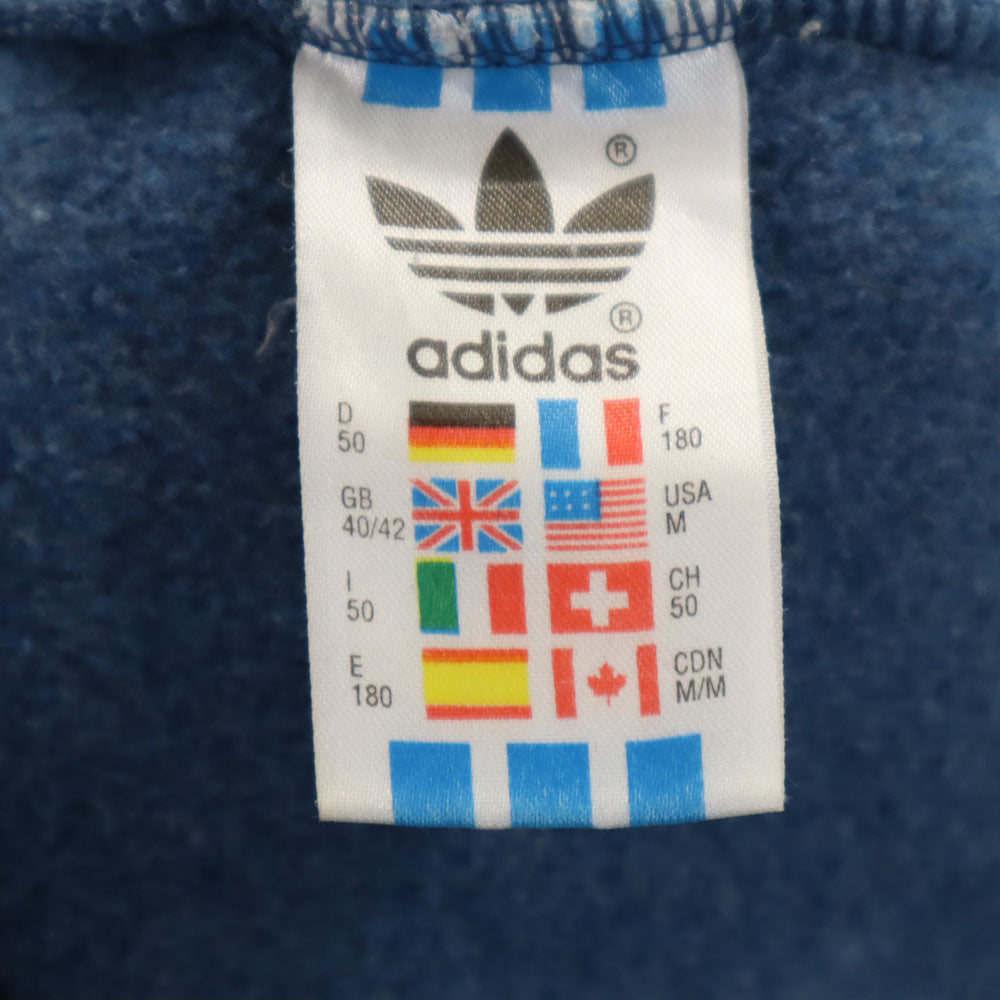 ®
®
adidas
D
50
F
180
GB
40/42
USA
M
I
50
CH
50
E
180
CDN
M/M